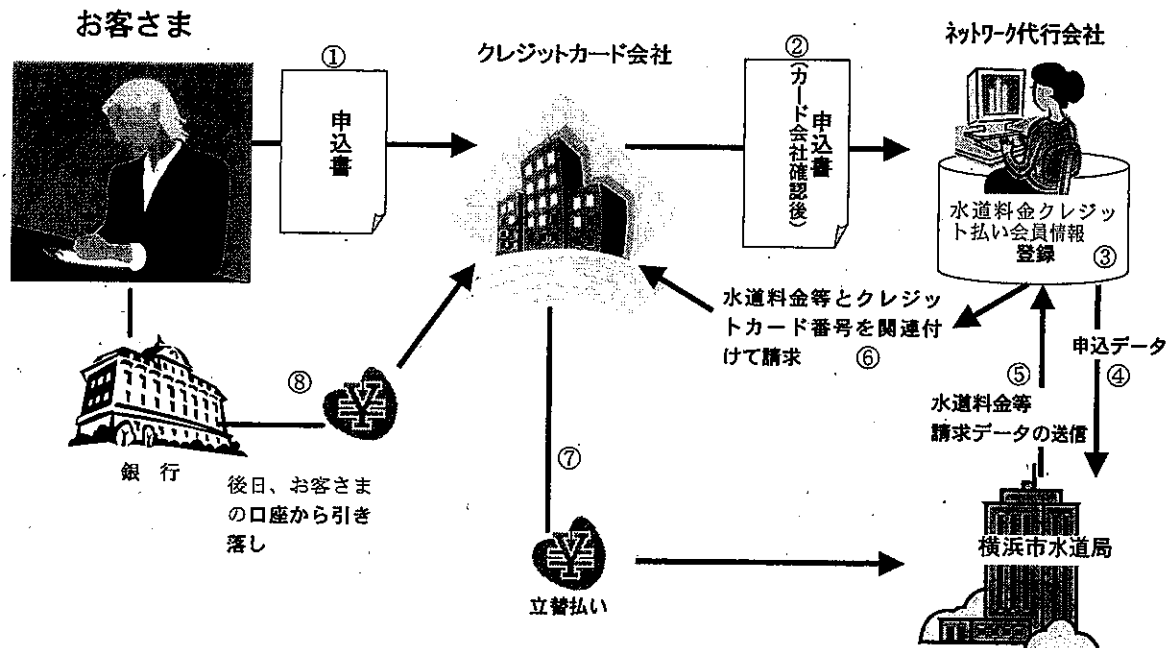 お客さま
①
申込書
クレジットカード会社
②
申込書
(カード会社確認後)
ネットワーク代行会社
水道料金クレジッ
ト払い会員情報
登録
③
水道料金等とクレジッ
トカード番号を関連付
けて請求
⑥
申込データ
④
⑤
水道料金等
請求データの送信
⑧
¥
銀 行
後日、お客さま
の口座から引き
落し
⑦
¥
立替払い
横浜市水道局